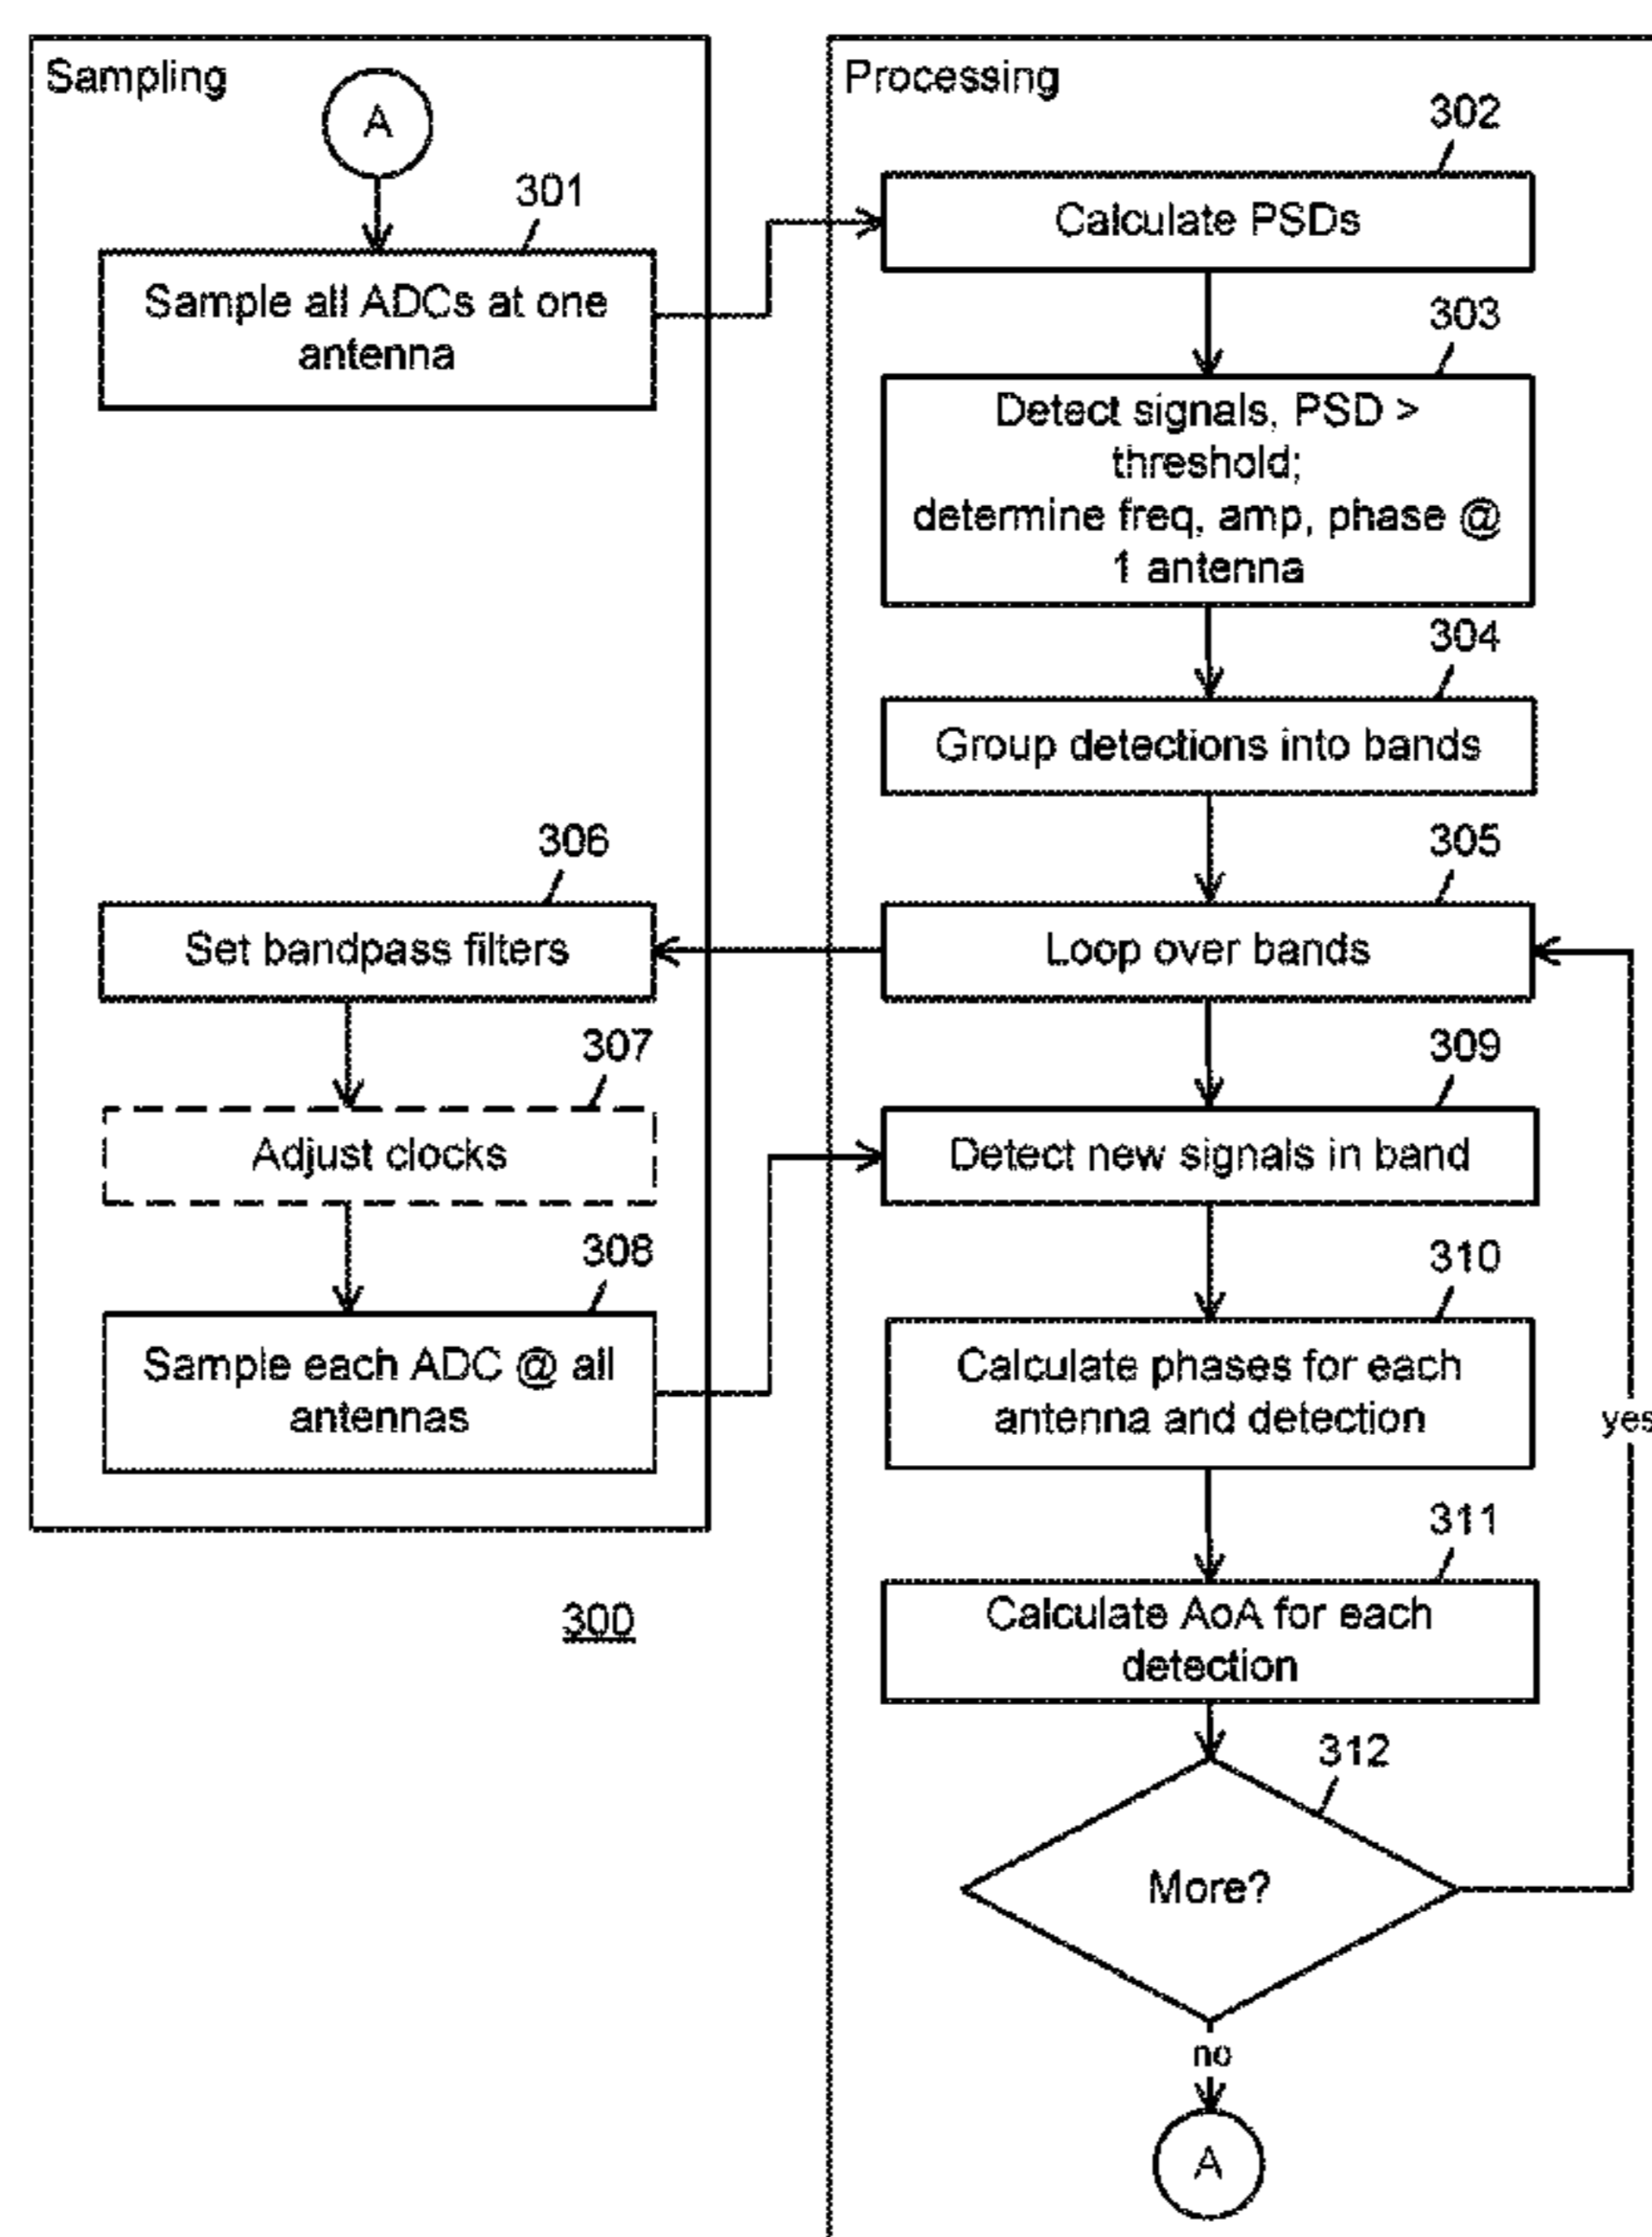 Sampling
A
301
Sample all ADCs at one
antenna
306
Set bandpass filters
307
Adjust clocks
308
Sample each ADC @ all
antennas
300
Processing
302
Calculate PSDs
303
Detect signals, PSD >
threshold;
determine freq, amp, phase @
1 antenna
304
Group detections into bands
305
Loop over bands
309
Detect new signals in band
310
Calculate phases for each
antenna and detection
311
Calculate AoA for each
detection
312
More?
yes
no
A